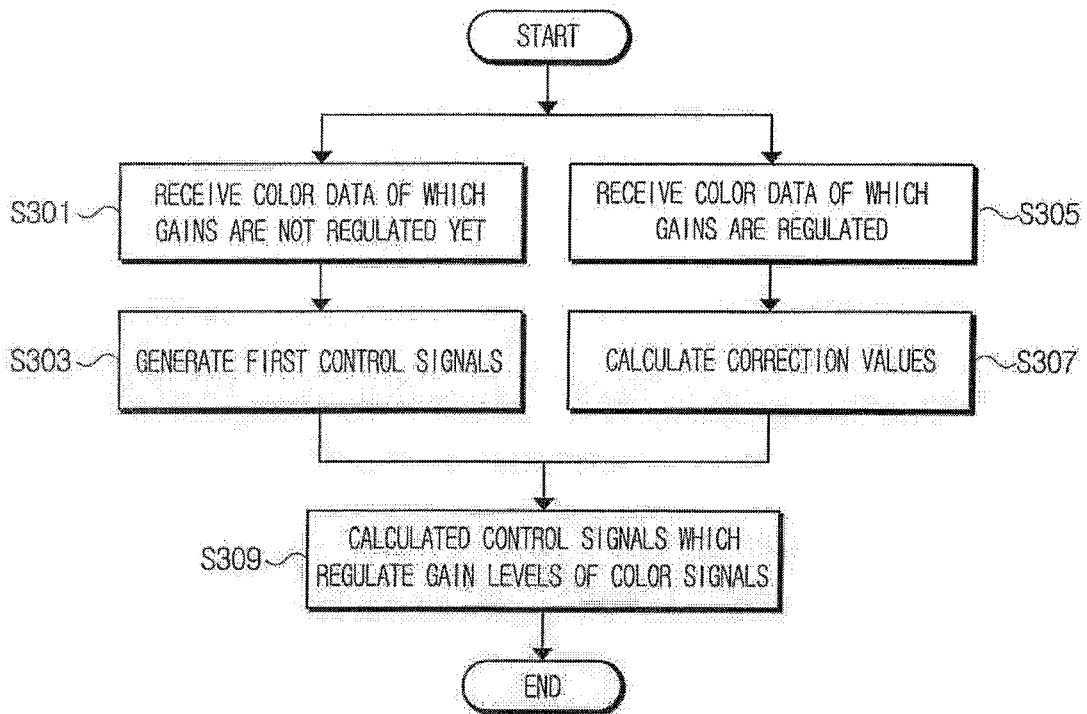 START
S301
RECEIVE COLOR DATA OF WHICH
GAINS ARE NOT REGULATED YET
RECEIVE COLOR DATA OF WHICH
GAINS ARE REGULATED
S305
S303
GENERATE FIRST CONTROL SIGNALS
CALCULATE CORRECTION VALUES
S307
S309
CALCULATED CONTROL SIGNALS WHICH
REGULATE GAIN LEVELS OF COLOR SIGNALS
END